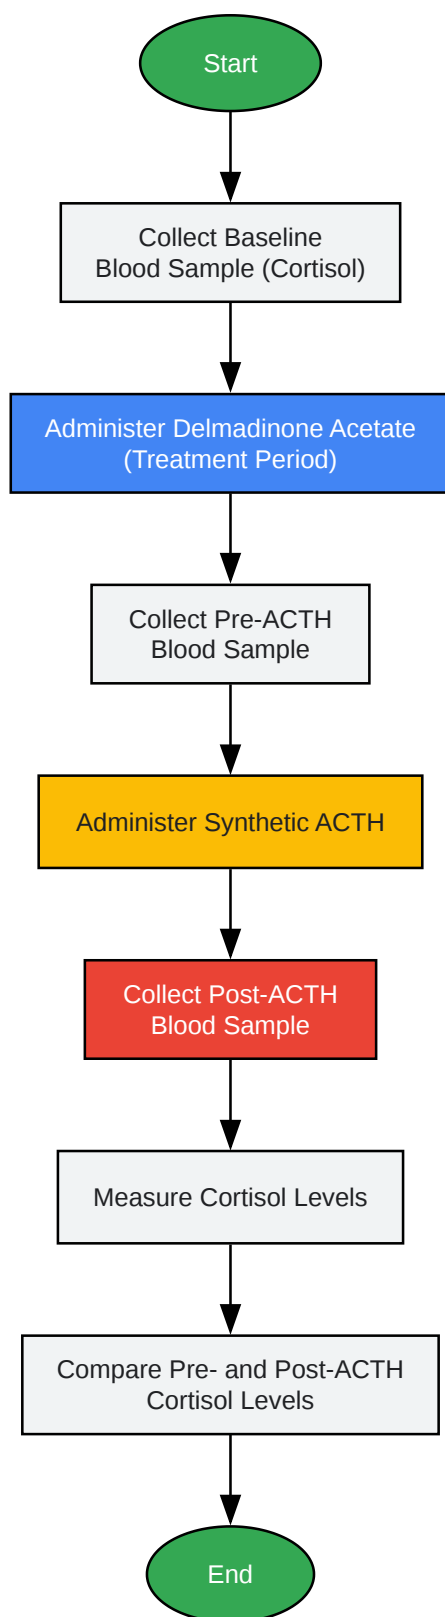 Start
Collect Baseline
Blood Sample (Cortisol)
Administer Delmadinone Acetate
(Treatment Period)
Collect Pre-ACTH
Blood Sample
Administer Synthetic ACTH
Collect Post-ACTH
Blood Sample
Measure Cortisol Levels
Compare Pre- and Post-ACTH
Cortisol Levels
End